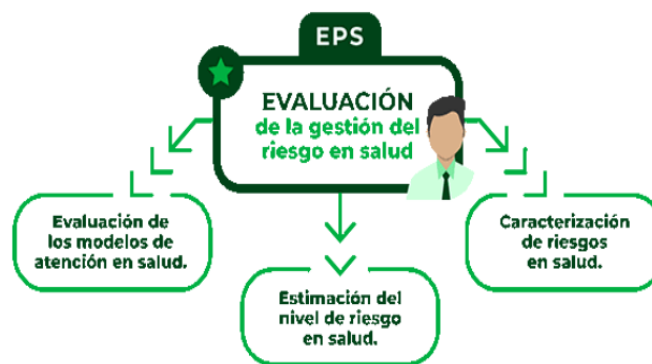 EPS
EVALUACIÓN
de la gestión del
riesgo en salud
Evaluación de
los modelos de
atención en salud.
Estimación del
nivel de riesgo
en salud.
Caracterización
de riesgos
en salud.